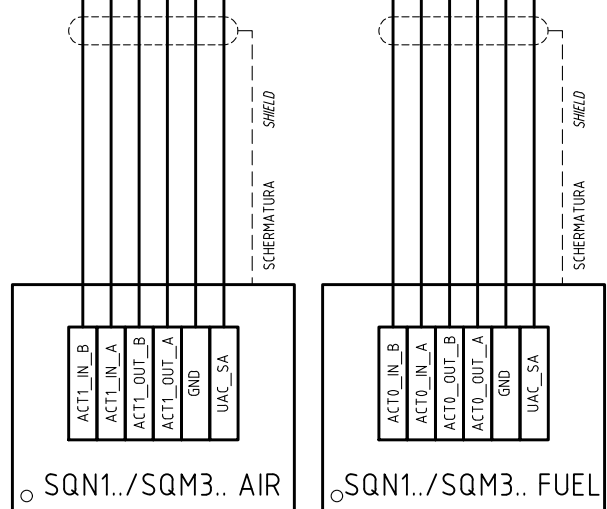 SHIELD
SCHERMATURA
SHIELD
SCHERMATURA
ACT1_IN_B
ACT1_IN_A
ACT1_OUT_B
ACT1_OUT_A
GND
UAC_SA
SQN1../SQM3.. AIR
ACT0_IN_B
ACT0_IN_A
ACT0_OUT_B
ACT0_OUT_A
GND
UAC_SA
SQN1../SQM3.. FUEL